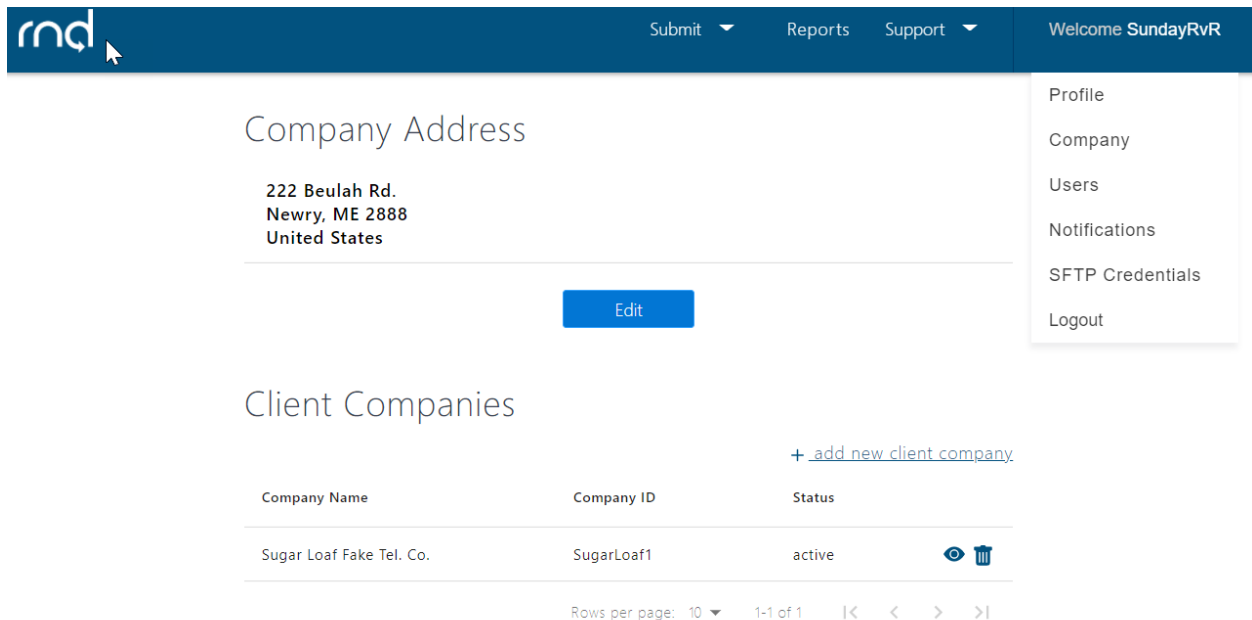 rnd
Submit Reports Support Welcome SundayRvR
Profile
Company
Users
Notifications
SFTP Credentials
Logout
Company Address
222 Beulah Rd.
Newry, ME 2888
United States
Edit
Client Companies
+ add new client company
Company Name Company ID Status
Sugar Loaf Fake Tel. Co. SugarLoaf1 active
Rows per page: 10 1-1 of 1